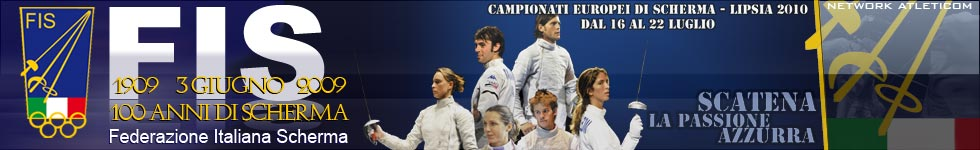 FIS
FIS
1909 3 GIUGNO 2009
100 ANNI DI SCHERMA
Federazione Italiana Scherma
CAMPIONATI EUROPEI DI SCHERMA - LIPSIA 2010
DAL 16 AL 22 LUGLIO
SCATENA
LA PASSIONE
AZZURRA
NETWORK ATLETICOM